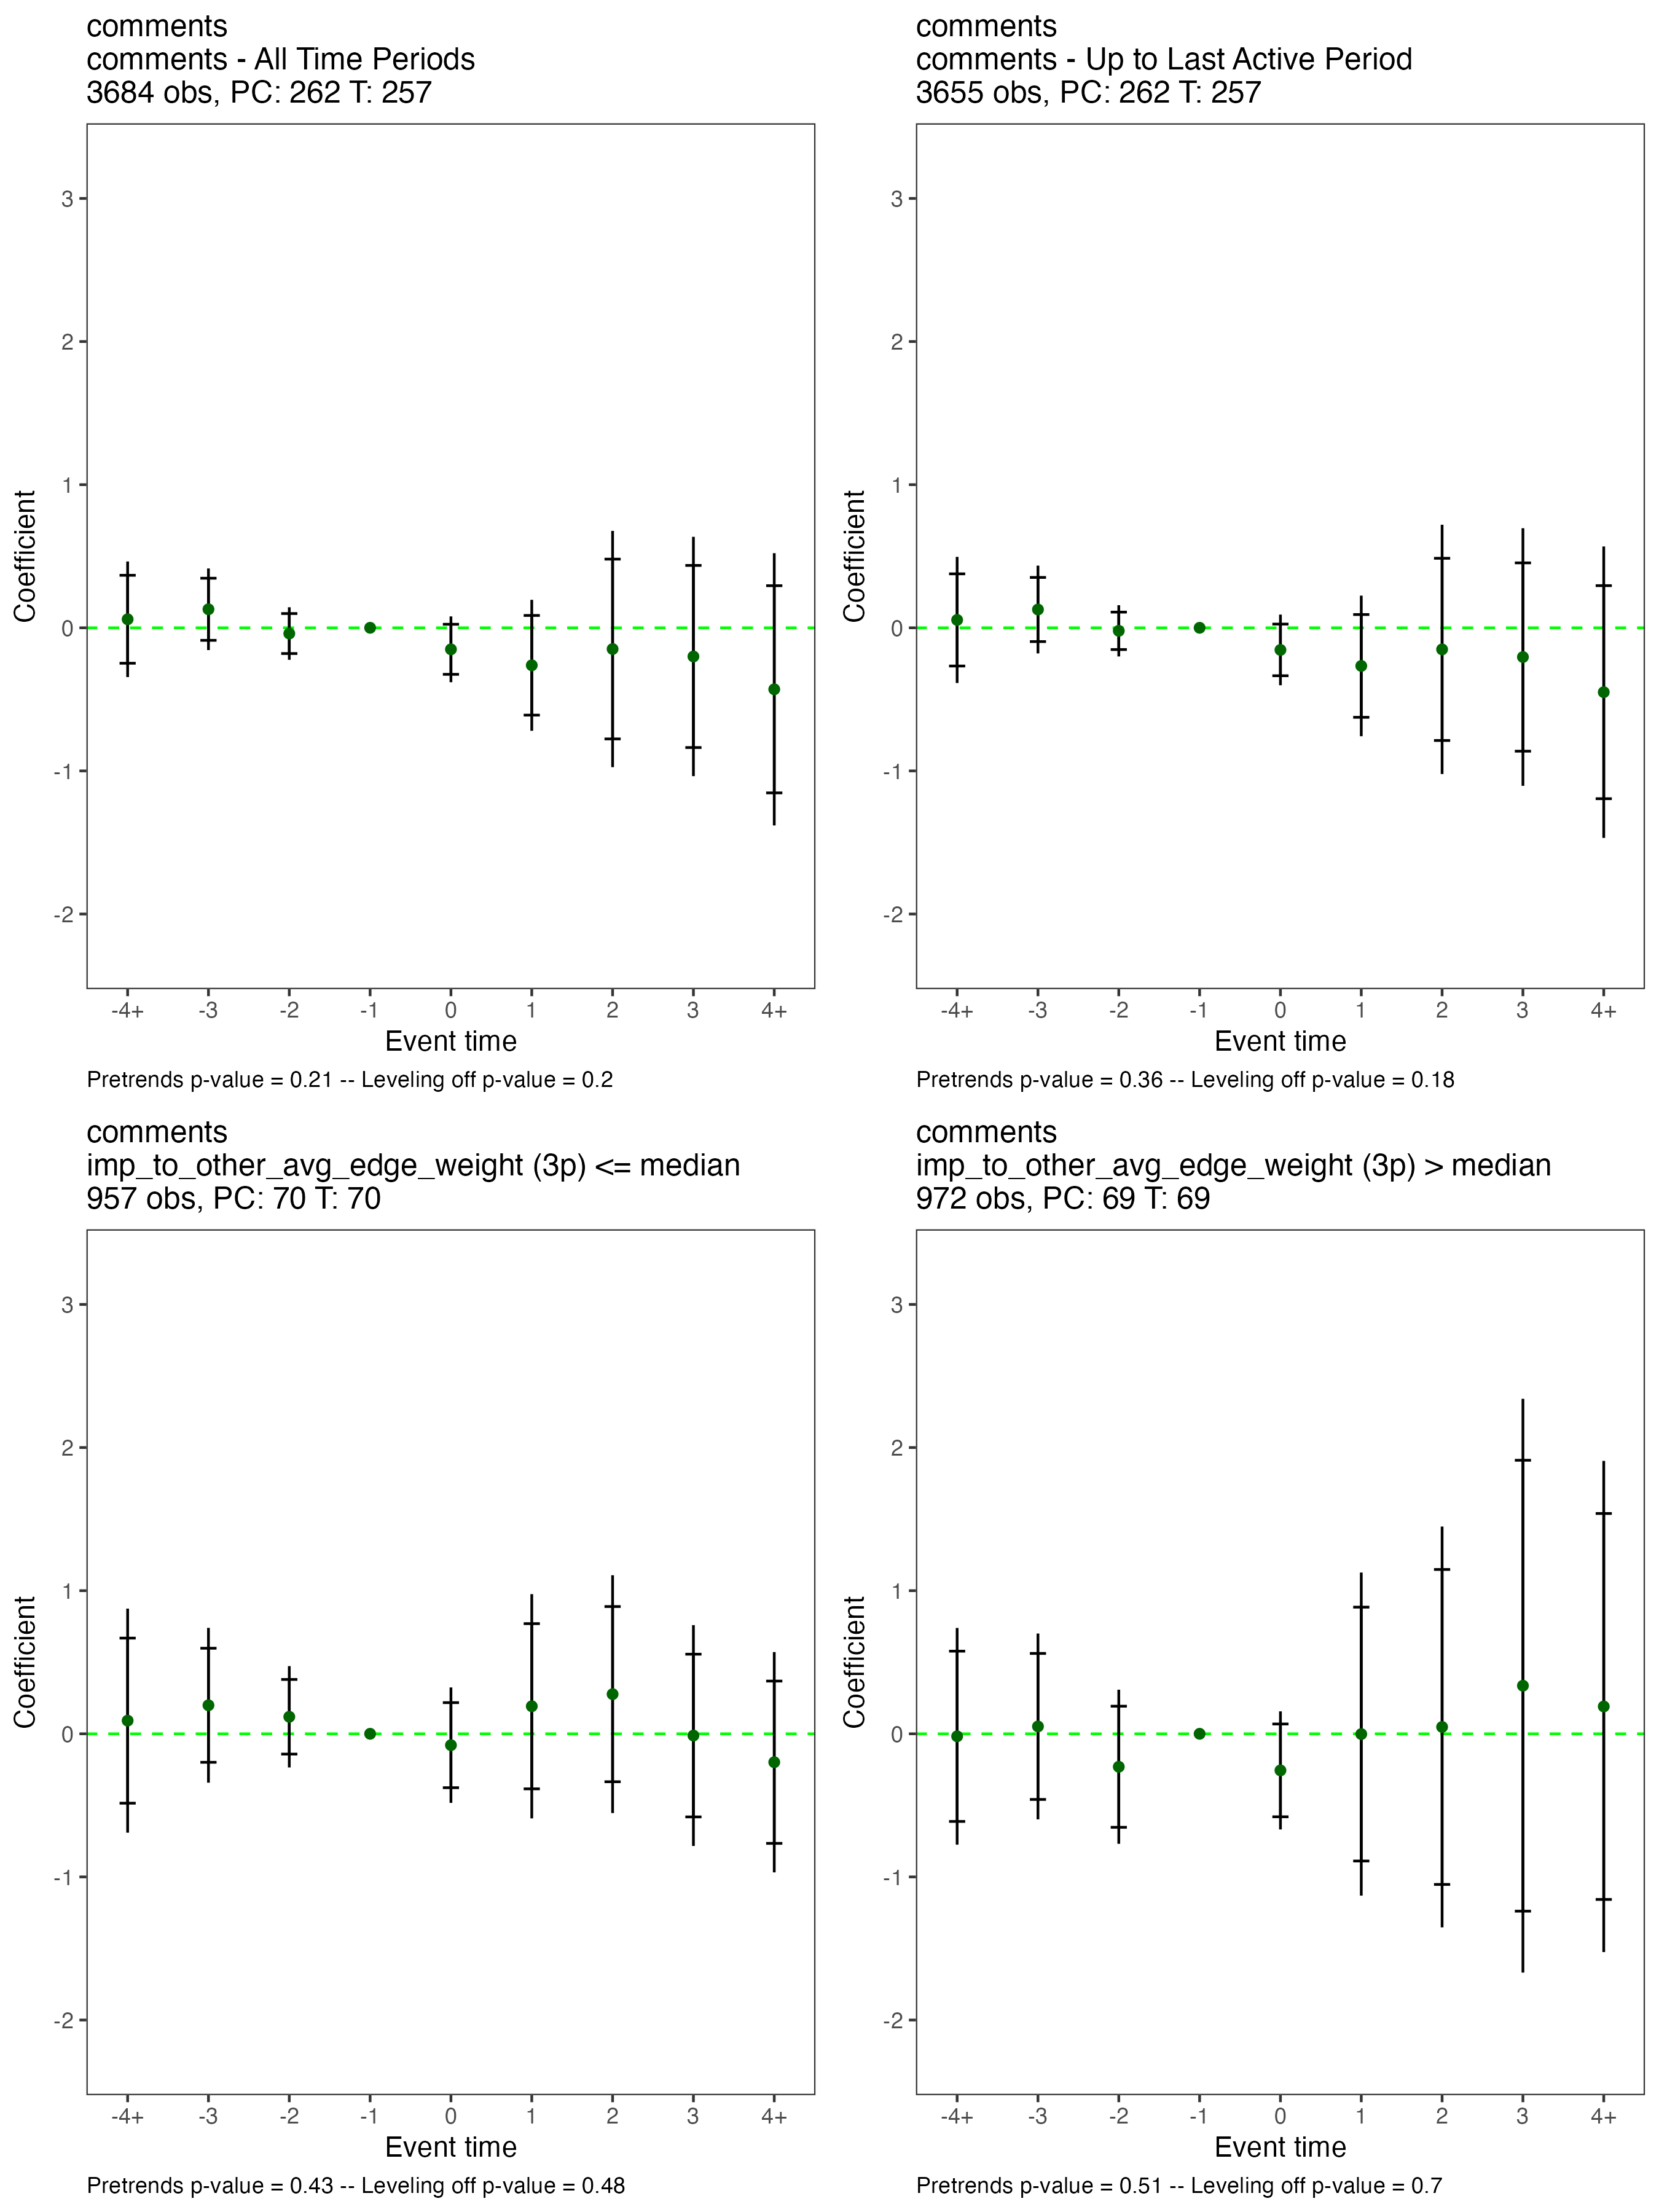 comments
comments - All Time Periods
3684 obs, PC: 262 T: 257
Coefficient
3
2
1
0
-1
-2
-4+ -3 -2 -1 0 1 2 3 4+
Event time
Pretrends p-value = 0.21 -- Leveling off p-value = 0.2
comments
comments - Up to Last Active Period
3655 obs, PC: 262 T: 257
Coefficient
3
2
1
0
-1
-2
-4+ -3 -2 -1 0 1 2 3 4+
Event time
Pretrends p-value = 0.36 -- Leveling off p-value = 0.18
comments
imp_to_other_avg_edge_weight (3p) <= median
957 obs, PC: 70 T: 70
Coefficient
3
2
1
0
-1
-2
-4+ -3 -2 -1 0 1 2 3 4+
Event time
Pretrends p-value = 0.43 -- Leveling off p-value = 0.48
comments
imp_to_other_avg_edge_weight (3p) > median
972 obs, PC: 69 T: 69
Coefficient
3
2
1
0
-1
-2
-4+ -3 -2 -1 0 1 2 3 4+
Event time
Pretrends p-value = 0.51 -- Leveling off p-value = 0.7